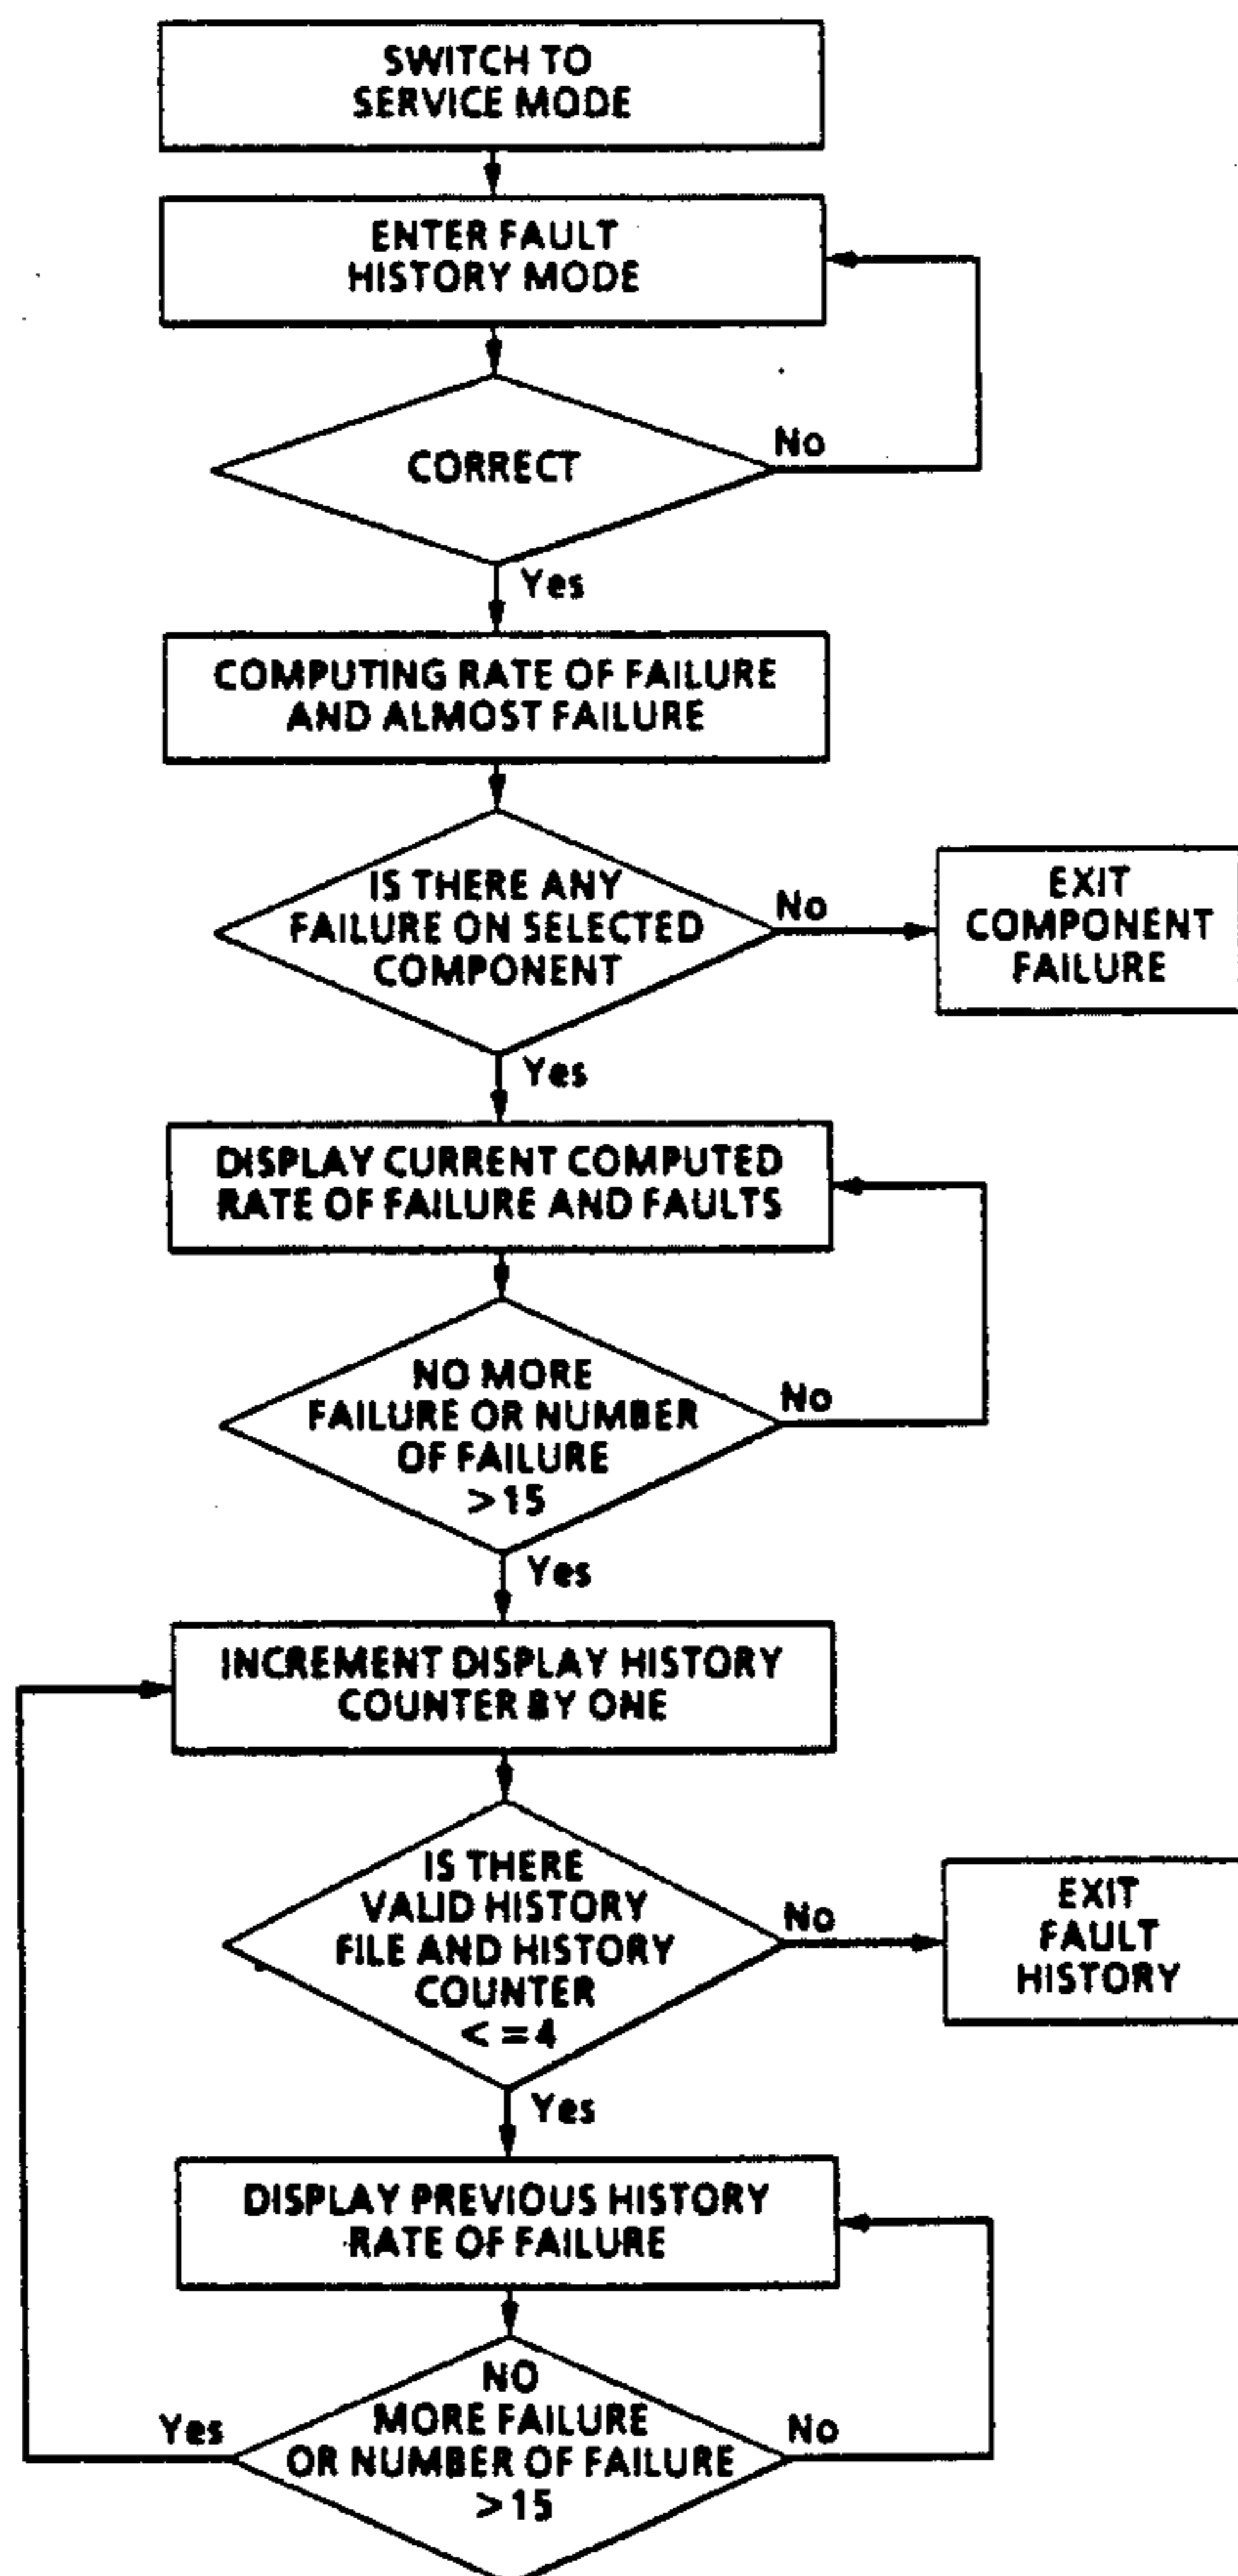 SWITCH TO
SERVICE MODE
ENTER FAULT
HISTORY MODE
CORRECT
No
Yes
COMPUTING RATE OF FAILURE
AND ALMOST FAILURE
IS THERE ANY
FAILURE ON SELECTED
COMPONENT
No
EXIT
COMPONENT
FAILURE
Yes
DISPLAY CURRENT COMPUTED
RATE OF FAILURE AND FAULTS
NO MORE
FAILURE OR NUMBER
OF FAILURE
>15
No
Yes
INCREMENT DISPLAY HISTORY
COUNTER BY ONE
IS THERE
VALID HISTORY
FILE AND HISTORY
COUNTER
< =4
No
EXIT
FAULT
HISTORY
Yes
DISPLAY PREVIOUS HISTORY
RATE OF FAILURE
NO
MORE FAILURE
OR NUMBER OF FAILURE
>15
Yes
No